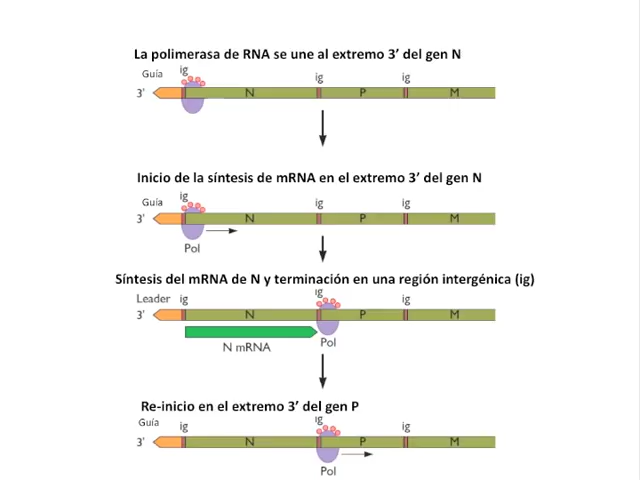 La polimerasa de RNA se une al extremo 3’ del gen N
Guía ig ig ig
3' N P M
Inicio de la síntesis de mRNA en el extremo 3’ del gen N
Guía ig ig ig
3' N P M
Pol
Síntesis del mRNA de N y terminación en una región intergénica (ig)
Leader ig ig ig
3' N P M
N mRNA Pol
Re-inicio en el extremo 3’ del gen P
Guía ig ig ig
3' N P M
Pol